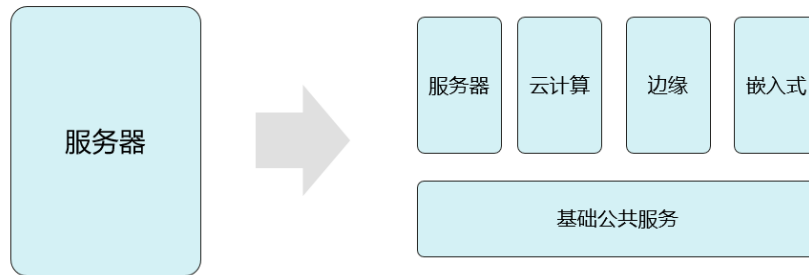 服务器
服务器
云计算
边缘
嵌入式
基础公共服务